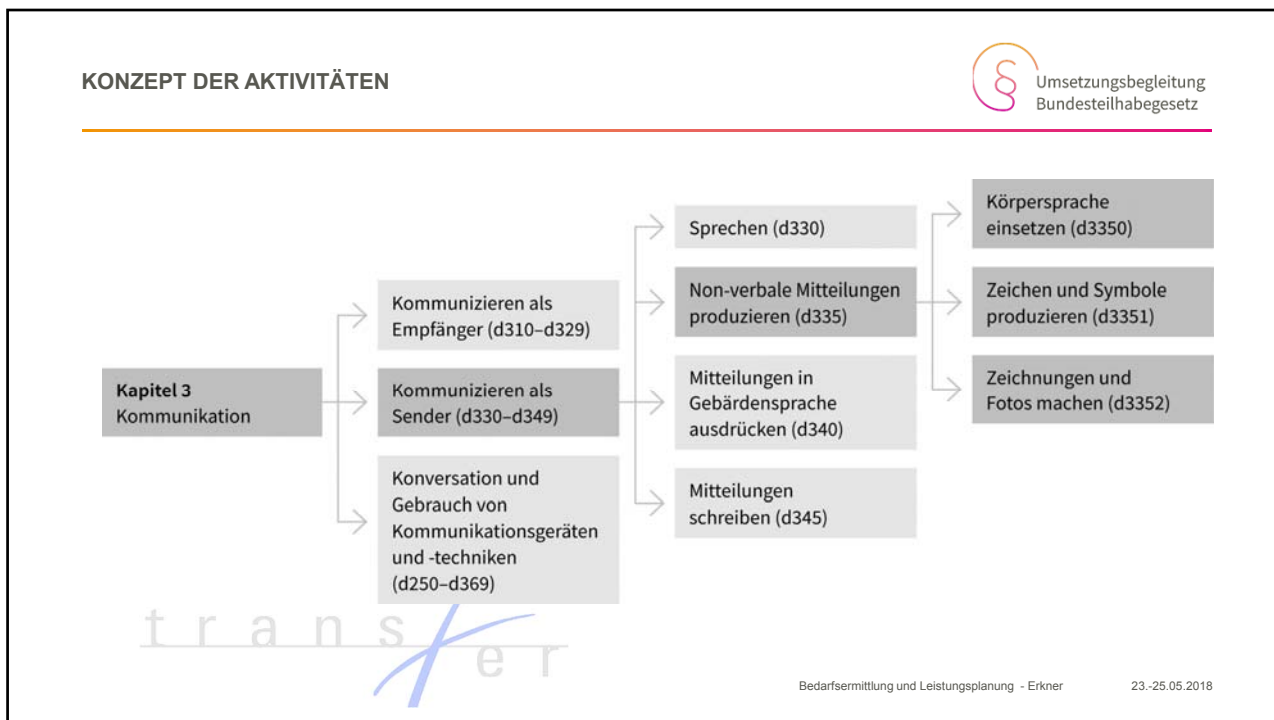 KONZEPT DER AKTIVITÄTEN
§ Umsetzungsbegleitung
Bundesteilhabegesetz
Kapitel 3
Kommunikation
Kommunizieren als
Empfänger (d310–d329)
Kommunizieren als
Sender (d330–d349)
Konversation und
Gebrauch von
Kommunikationsgeräten
und -techniken
(d250–d369)
Sprechen (d330)
Non-verbale Mitteilungen
produzieren (d335)
Mitteilungen in
Gebärdensprache
ausdrücken (d340)
Mitteilungen
schreiben (d345)
Körpersprache
einsetzen (d3350)
Zeichen und Symbole
produzieren (d3351)
Zeichnungen und
Fotos machen (d3352)
transfer
Bedarfsermittlung und Leistungsplanung - Erkner 23.-25.05.2018